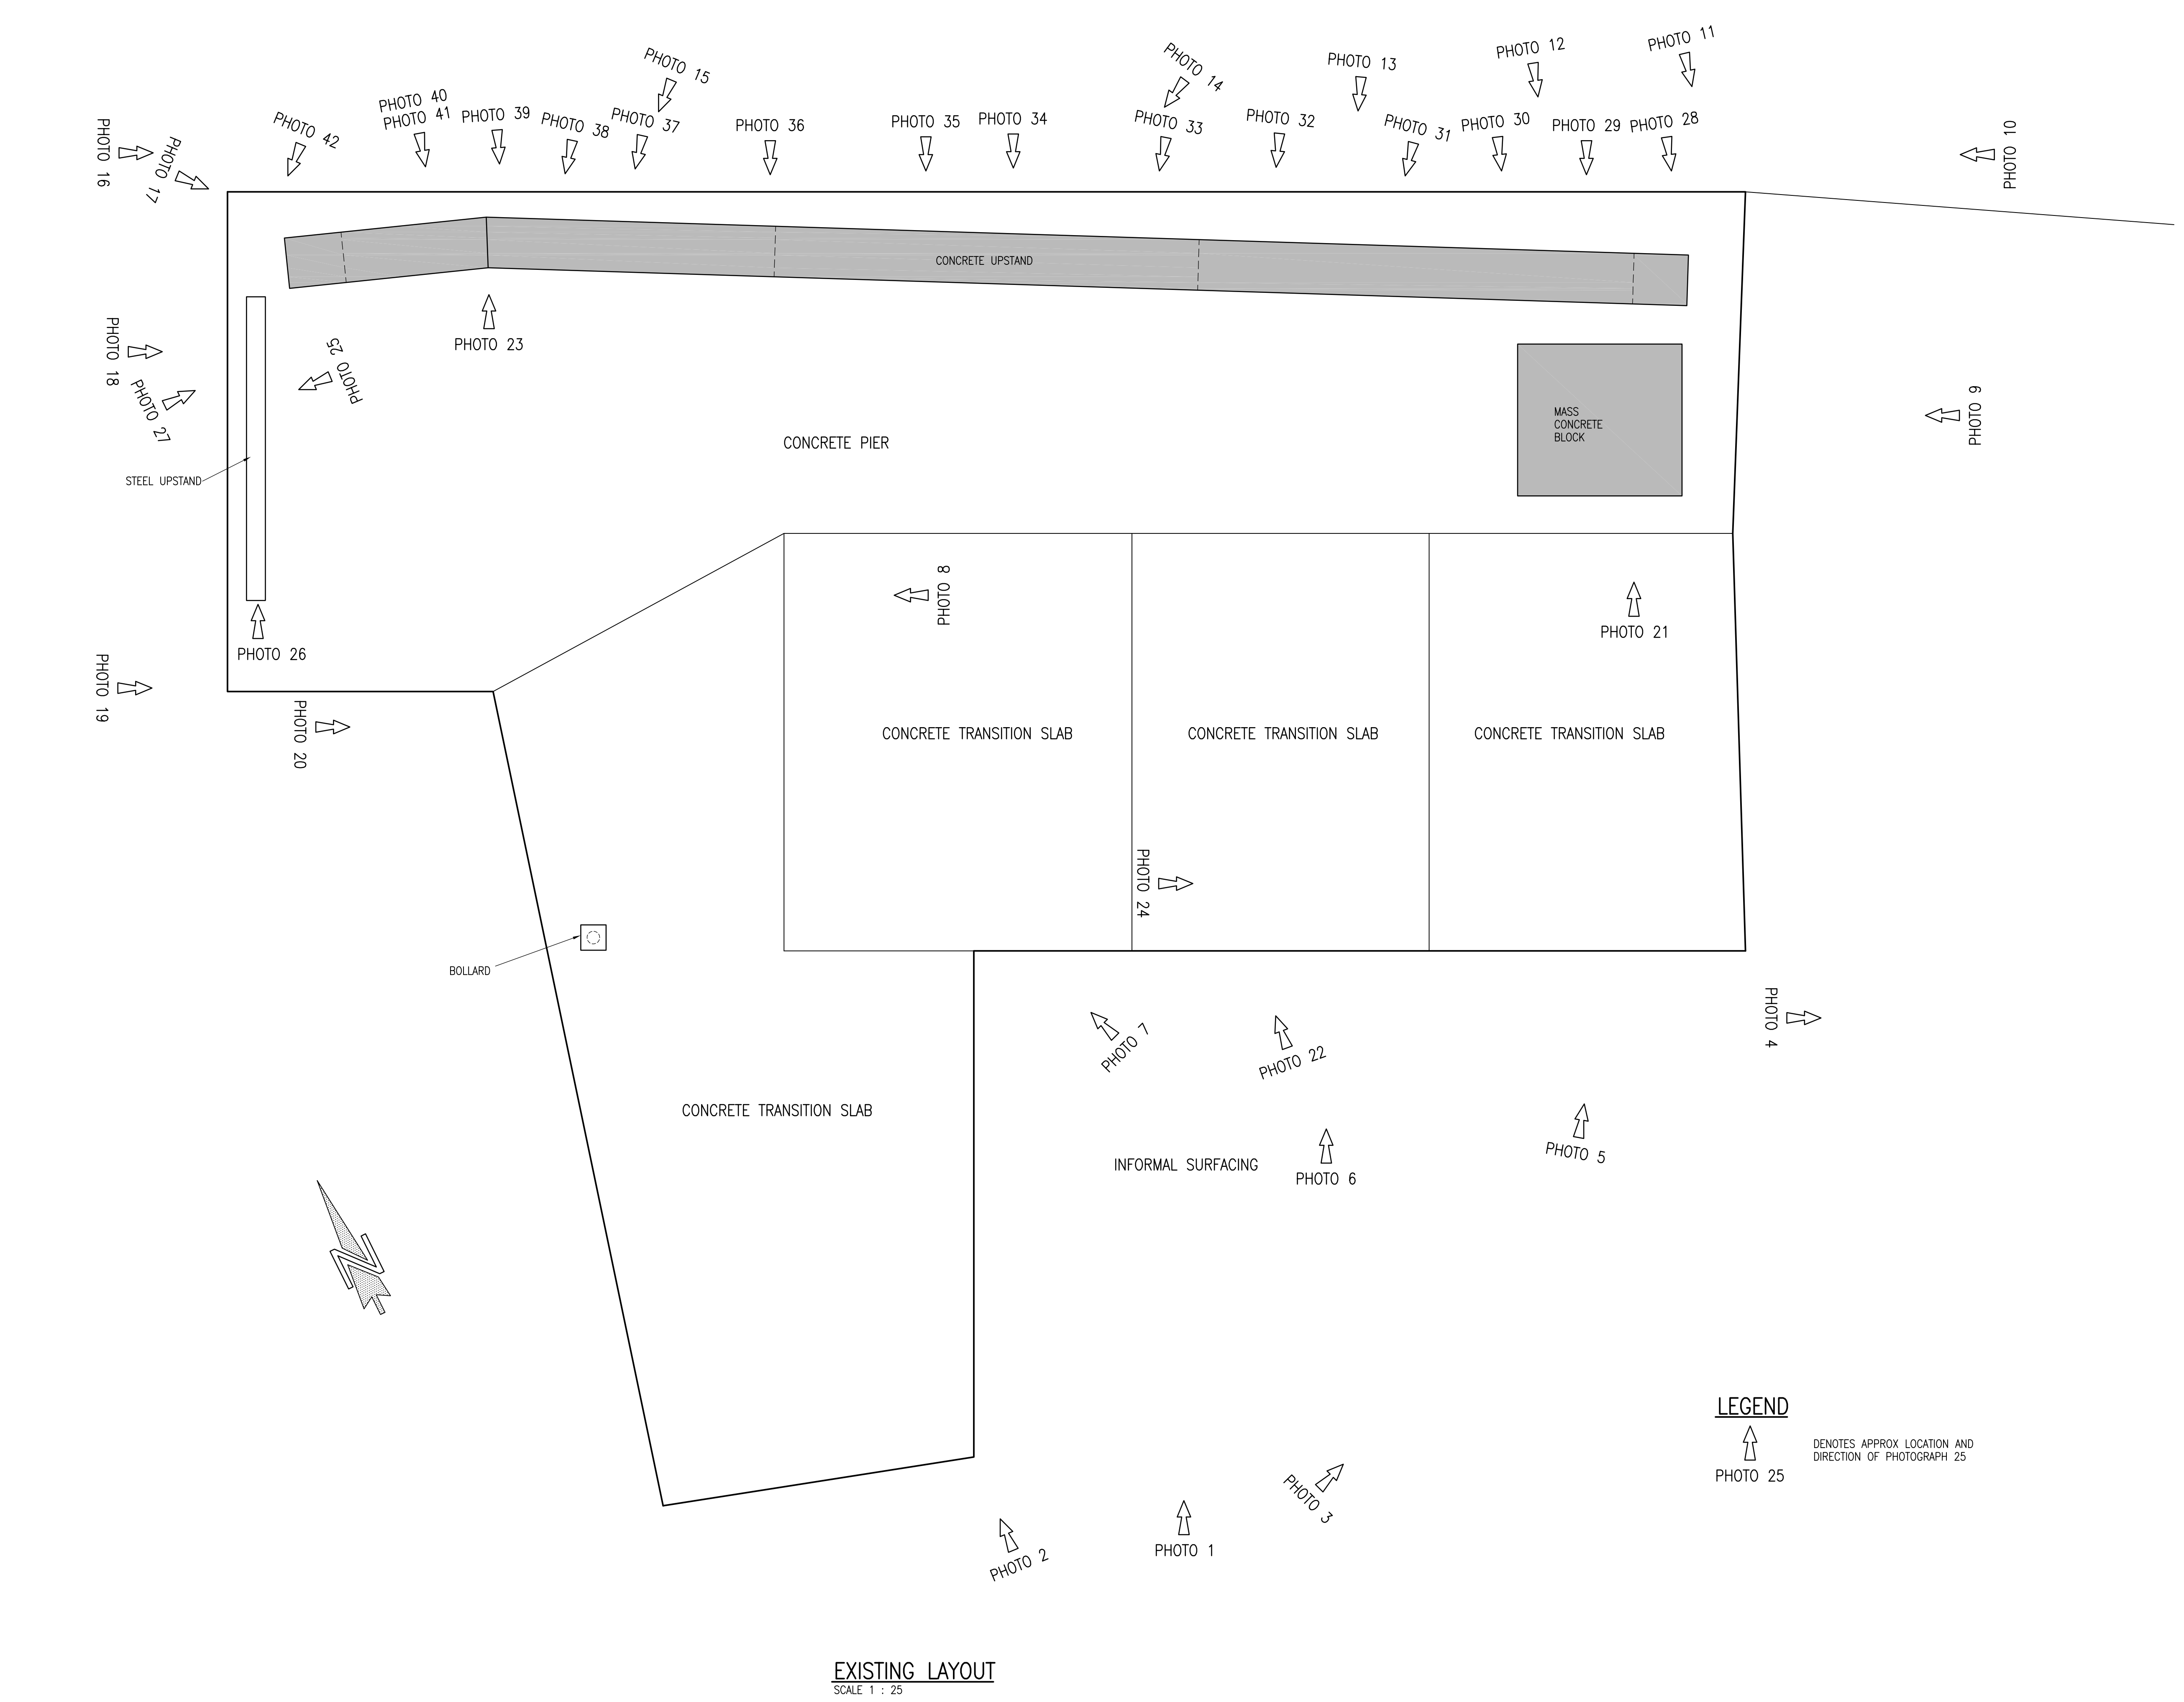 PHOTO 11
PHOTO 12
PHOTO 13
PHOTO 14
PHOTO 15
PHOTO 40
PHOTO 41
PHOTO 39
PHOTO 38
PHOTO 37
PHOTO 36
PHOTO 35
PHOTO 34
PHOTO 33
PHOTO 32
PHOTO 31
PHOTO 30
PHOTO 29
PHOTO 28
PHOTO 42
PHOTO 16
PHOTO 17
PHOTO 10
CONCRETE UPSTAND
PHOTO 18
PHOTO 23
PHOTO 25
PHOTO 27
MASS
CONCRETE
BLOCK
PHOTO 9
CONCRETE PIER
STEEL UPSTAND
PHOTO 8
PHOTO 21
PHOTO 26
PHOTO 19
PHOTO 20
CONCRETE TRANSITION SLAB
CONCRETE TRANSITION SLAB
CONCRETE TRANSITION SLAB
PHOTO 24
BOLLARD
PHOTO 4
PHOTO 7
PHOTO 22
CONCRETE TRANSITION SLAB
PHOTO 5
INFORMAL SURFACING
PHOTO 6
N
LEGEND
DENOTES APPROX LOCATION AND
DIRECTION OF PHOTOGRAPH 25
PHOTO 25
PHOTO 3
PHOTO 1
PHOTO 2
EXISTING LAYOUT
SCALE 1 : 25